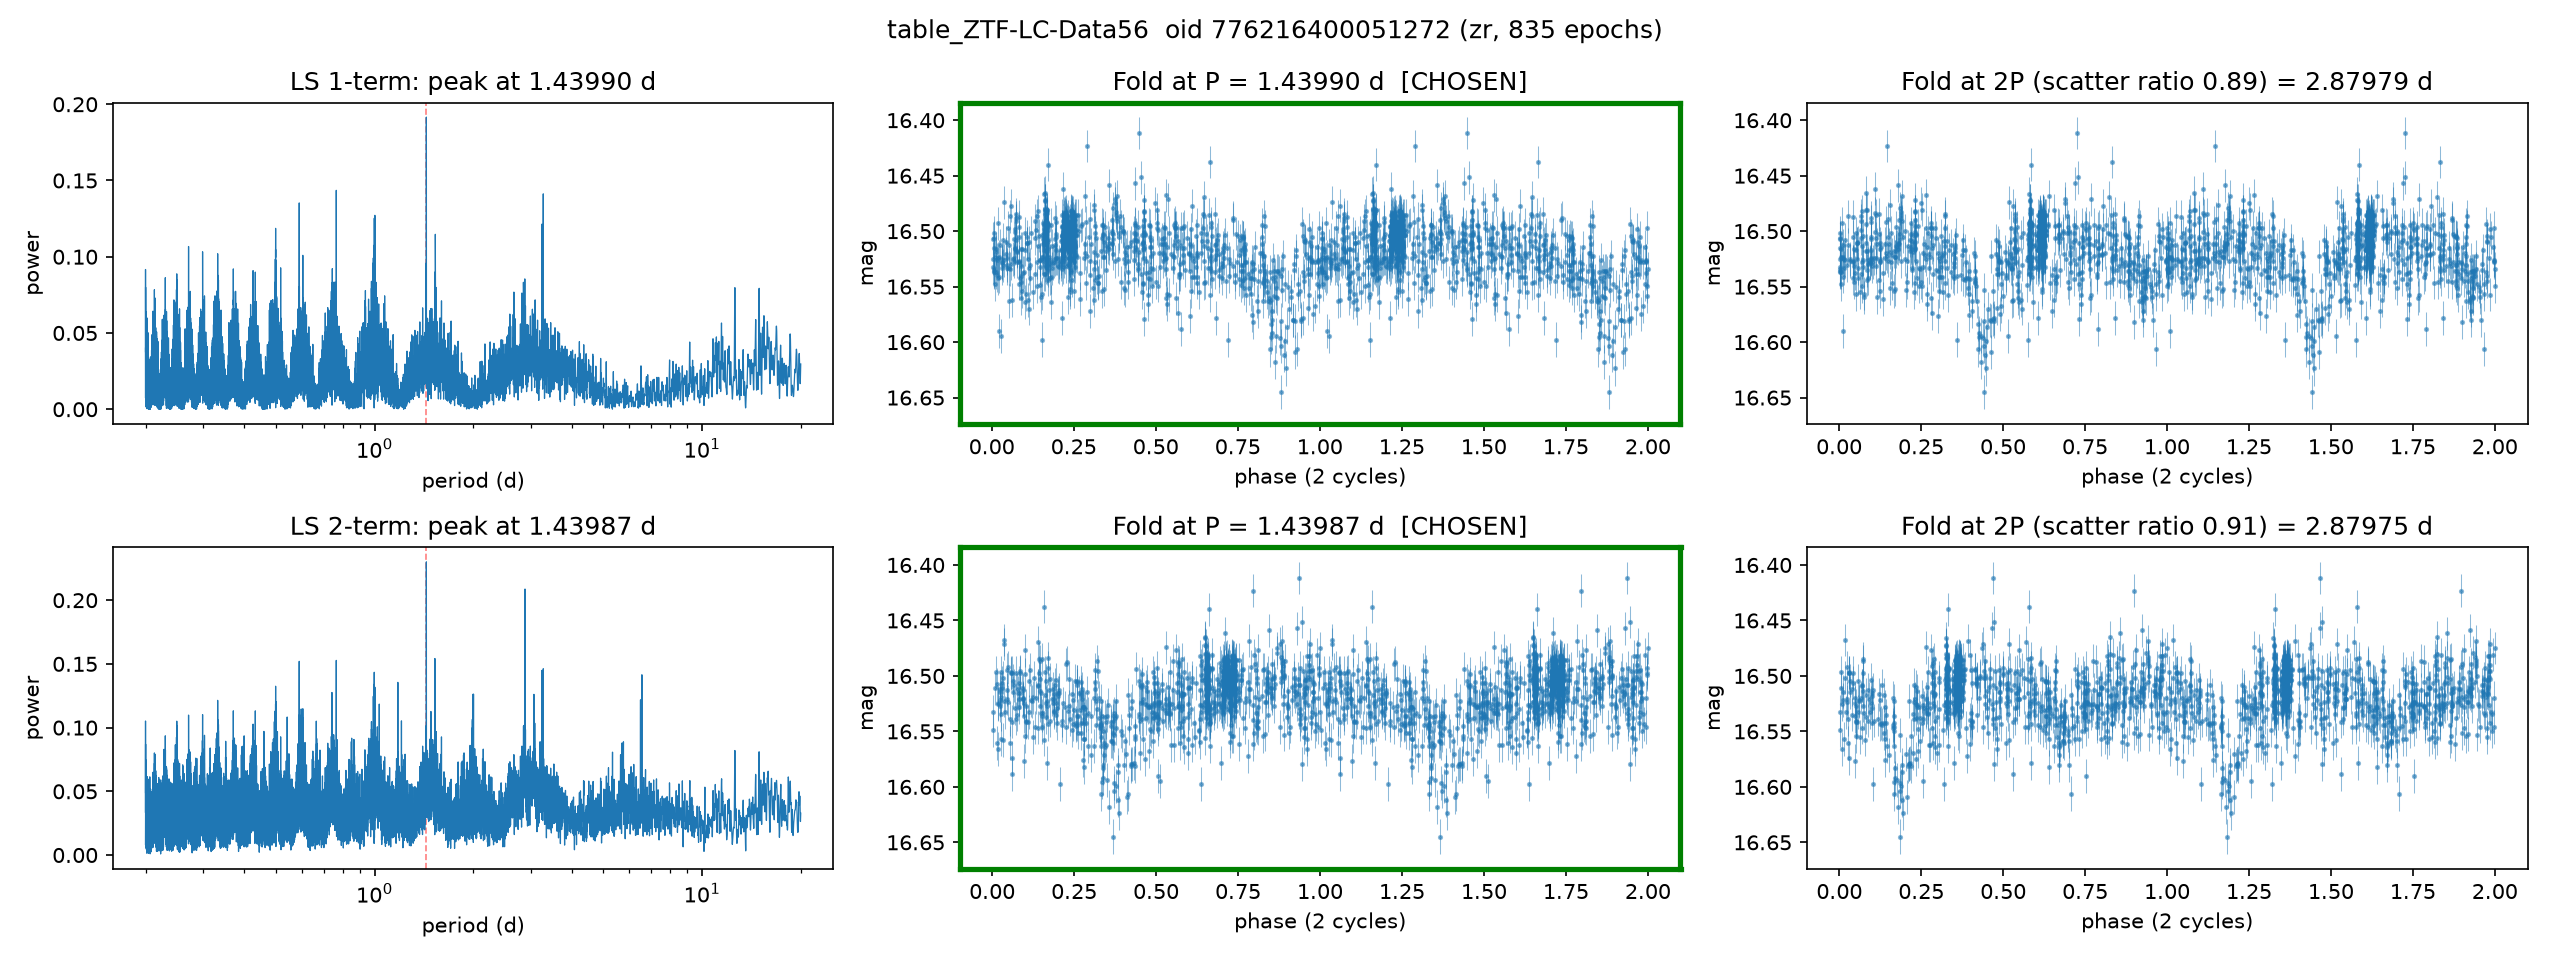 table_ZTF-LC-Data56  oid 776216400051272 (zr, 835 epochs)
LS 1-term: peak at 1.43990 d
0.20
0.15
0.10
0.05
0.00
power
10^0
10^1
period (d)
Fold at P = 1.43990 d  [CHOSEN]
16.40
16.45
16.50
16.55
16.60
16.65
mag
0.00 0.25 0.50 0.75 1.00 1.25 1.50 1.75 2.00
phase (2 cycles)
Fold at 2P (scatter ratio 0.89) = 2.87979 d
16.40
16.45
16.50
16.55
16.60
16.65
mag
0.00 0.25 0.50 0.75 1.00 1.25 1.50 1.75 2.00
phase (2 cycles)
LS 2-term: peak at 1.43987 d
0.20
0.15
0.10
0.05
0.00
power
10^0
10^1
period (d)
Fold at P = 1.43987 d  [CHOSEN]
16.40
16.45
16.50
16.55
16.60
16.65
mag
0.00 0.25 0.50 0.75 1.00 1.25 1.50 1.75 2.00
phase (2 cycles)
Fold at 2P (scatter ratio 0.91) = 2.87975 d
16.40
16.45
16.50
16.55
16.60
16.65
mag
0.00 0.25 0.50 0.75 1.00 1.25 1.50 1.75 2.00
phase (2 cycles)